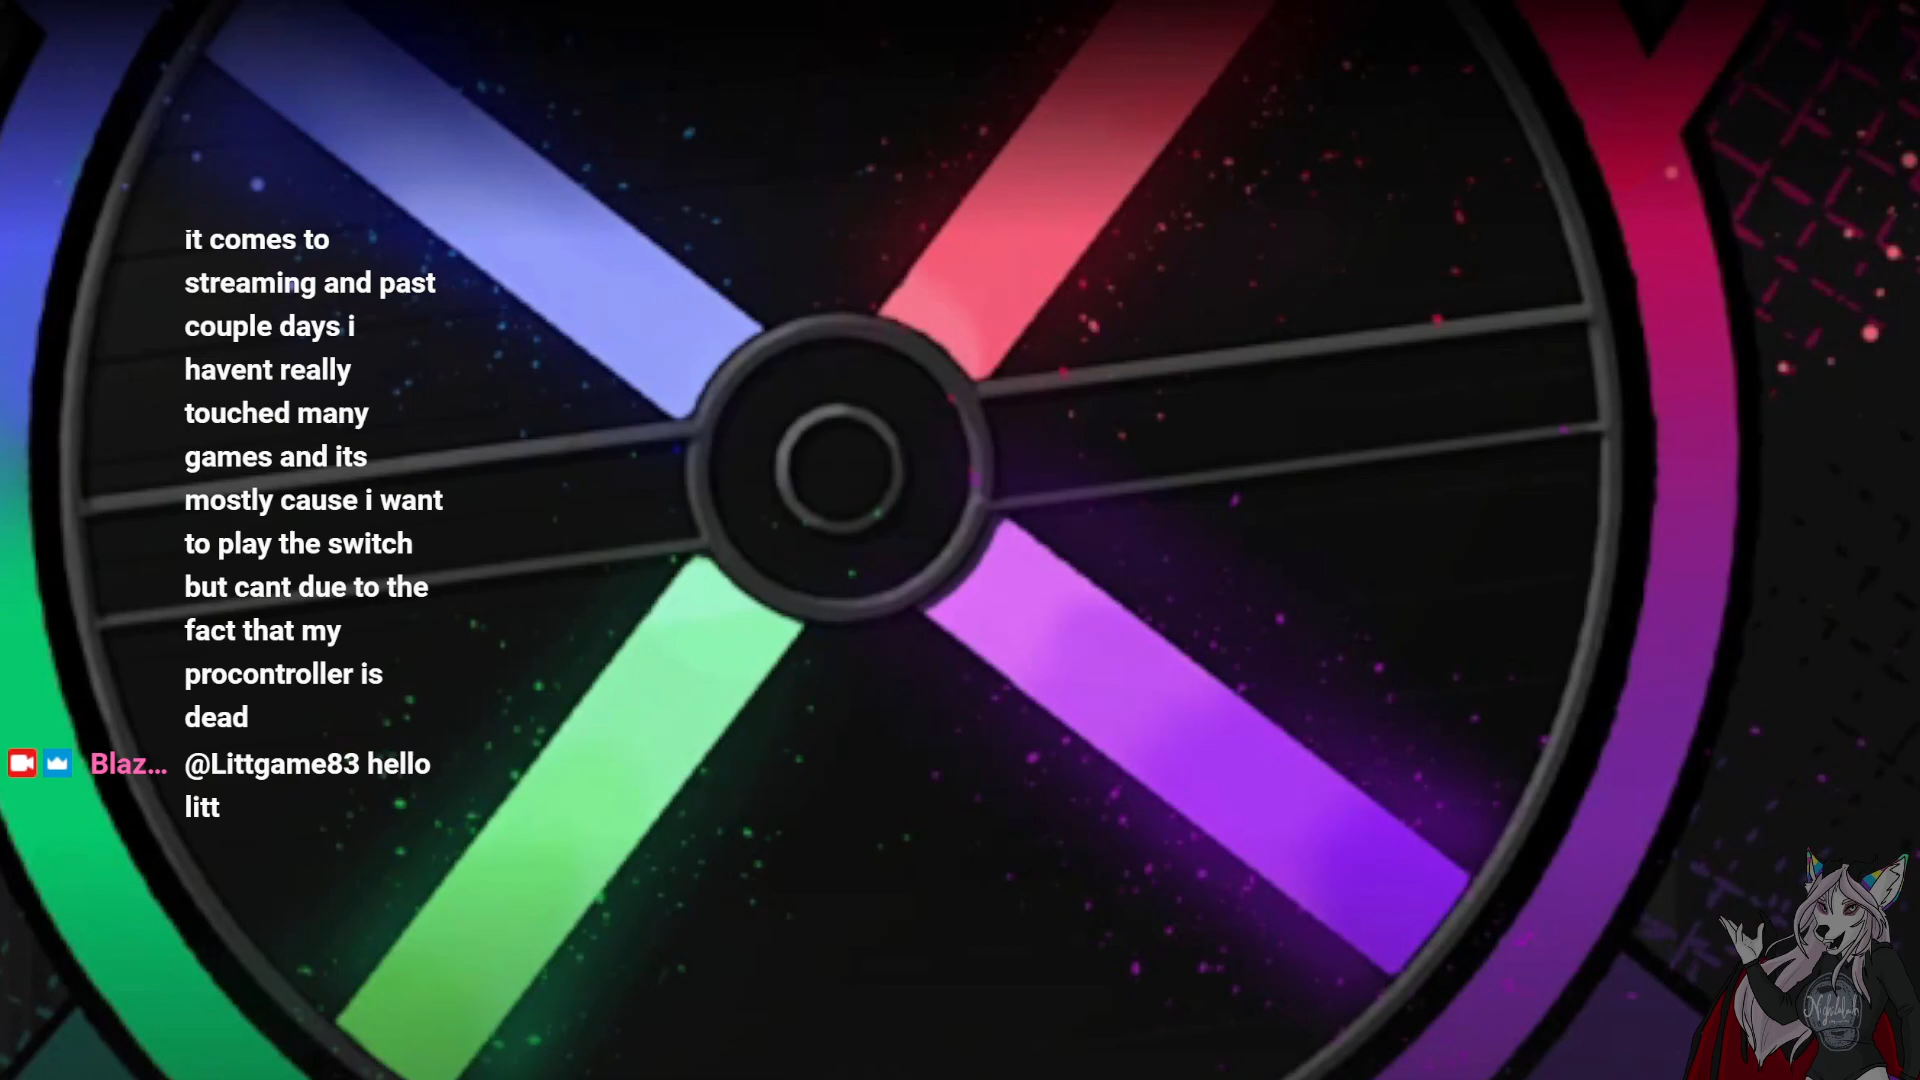 it comes to
streaming and past
couple days i
havent really
touched many
games and its
mostly cause i want
to play the switch
but cant due to the
fact that my
procontroller is
dead
Blaz... @Littgame83 hello
litt